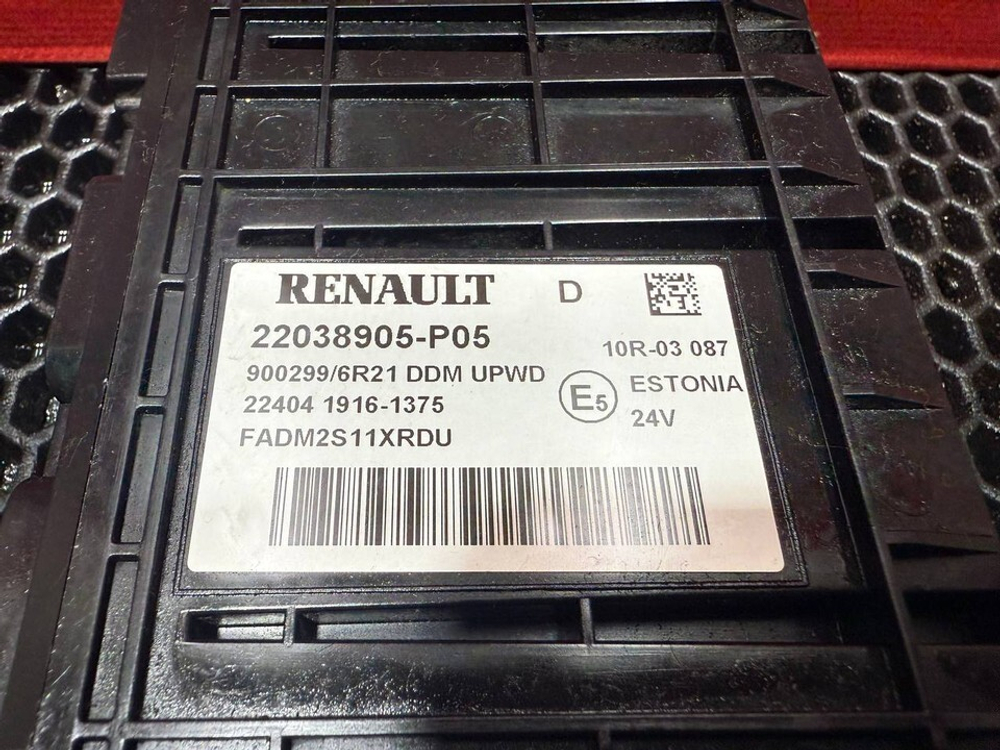 RENAULT D
22038905-P05
10R-03 087
900299/6R21 DDM UPWD
E5 ESTONIA
22404 1916-1375
24V
FADM2S11XRDU